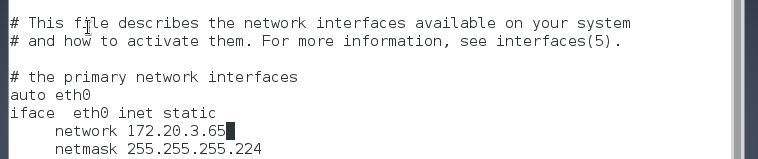 # This file describes the network interfaces available on your system
# and how to activate them. For more information, see interfaces(5).
# the primary network interfaces
auto eth0
iface  eth0 inet static
     network 172.20.3.65
     netmask 255.255.255.224